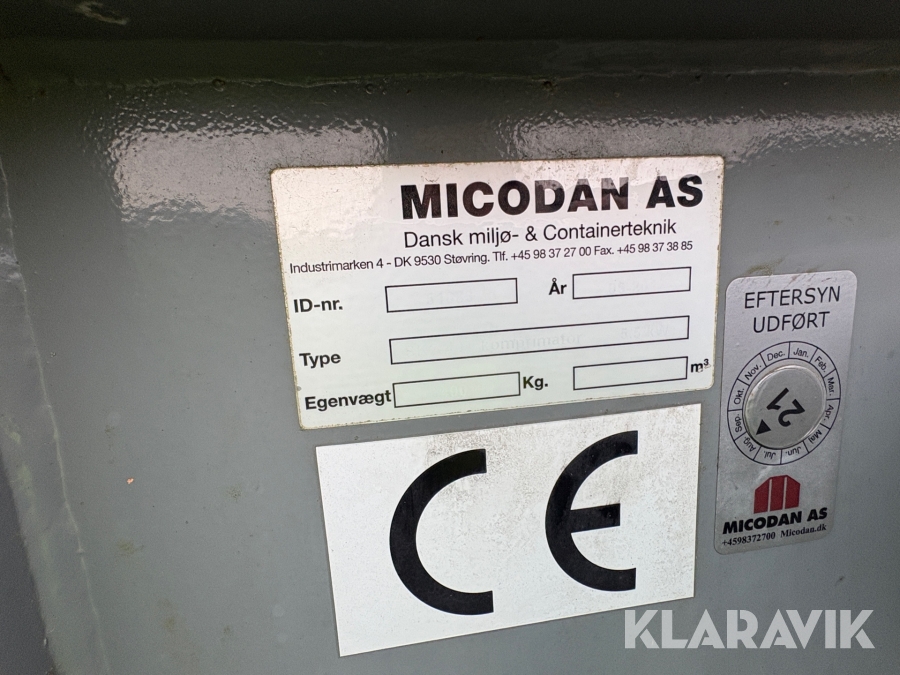 MICODAN AS
Dansk miljø- & Containerteknik
Industrimarken 4 - DK 9530 Støvring. Tlf. +45 98 37 27 00 Fax. +45 98 37 38 85
ID-nr.
År
Type
Egenvægt
Kg.
m³
CE
EFTERSYN
UDFØRT
Jan. Feb. Mar. Apr. Maj Jun. Jul. Aug. Sep. Okt. Nov. Dec.
21
MICODAN AS
+4598372700 Micodan.dk
KLARAVIK